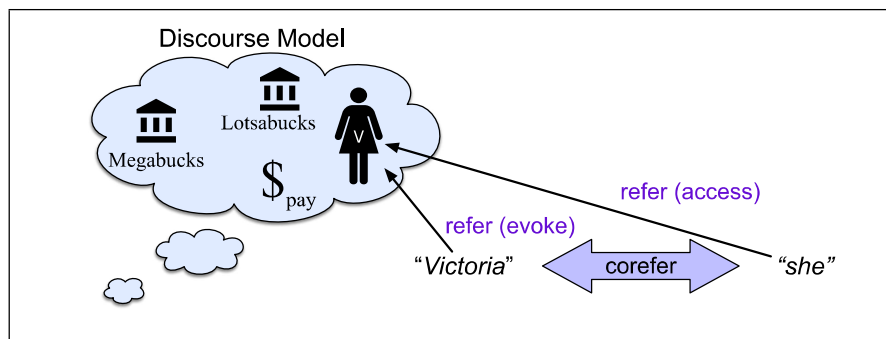 Discourse Model
Lotsabucks
V
Megabucks
$ pay
refer (access)
refer (evoke)
“Victoria”
corefer
“she”